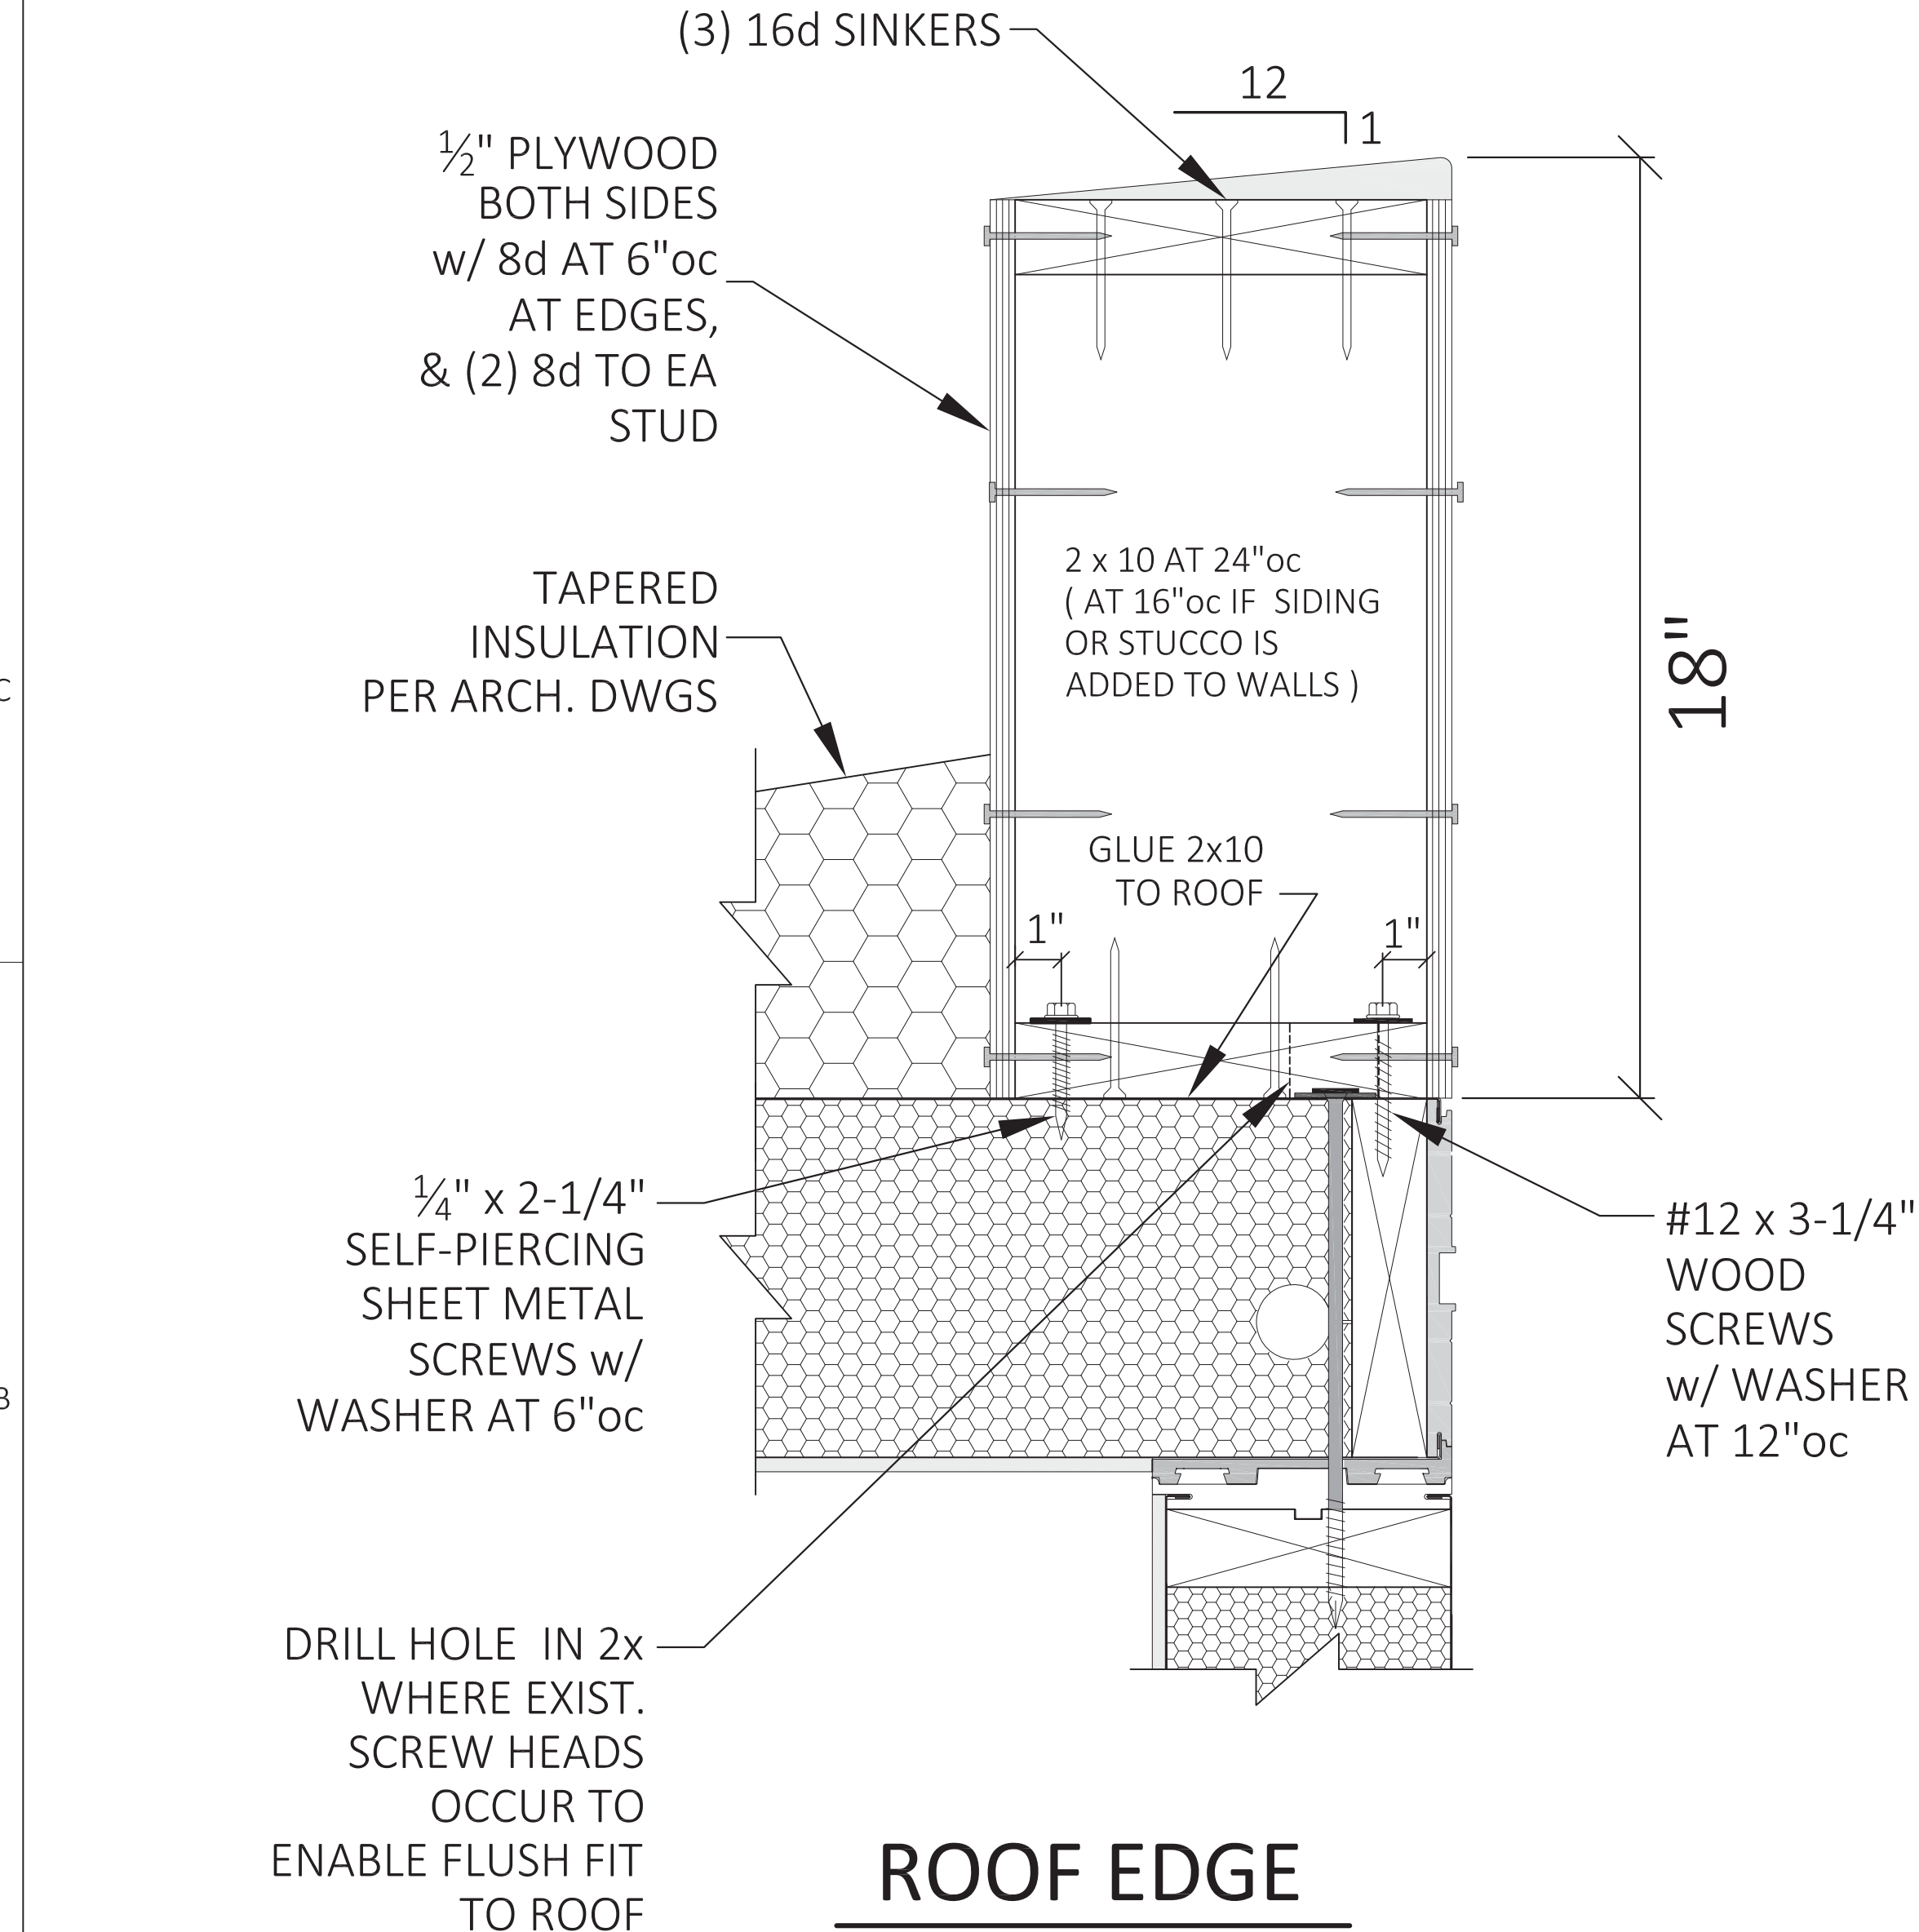 (3) 16d SINKERS
12
1
½" PLYWOOD
BOTH SIDES
w/ 8d AT 6"oc
AT EDGES,
& (2) 8d TO EA
STUD
TAPERED
INSULATION
PER ARCH. DWGS
2 x 10 AT 24"oc
( AT 16"oc IF SIDING
OR STUCCO IS
ADDED TO WALLS )
18"
GLUE 2x10
TO ROOF
1"
1"
¼" x 2-1/4"
SELF-PIERCING
SHEET METAL
SCREWS w/
WASHER AT 6"oc
#12 x 3-1/4"
WOOD
SCREWS
w/ WASHER
AT 12"oc
DRILL HOLE IN 2x
WHERE EXIST.
SCREW HEADS
OCCUR TO
ENABLE FLUSH FIT
TO ROOF
ROOF EDGE